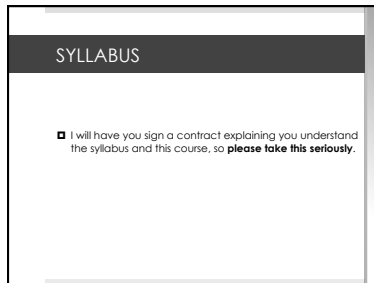 SYLLABUS
I will have you sign a contract explaining you understand
the syllabus and this course, so please take this seriously.